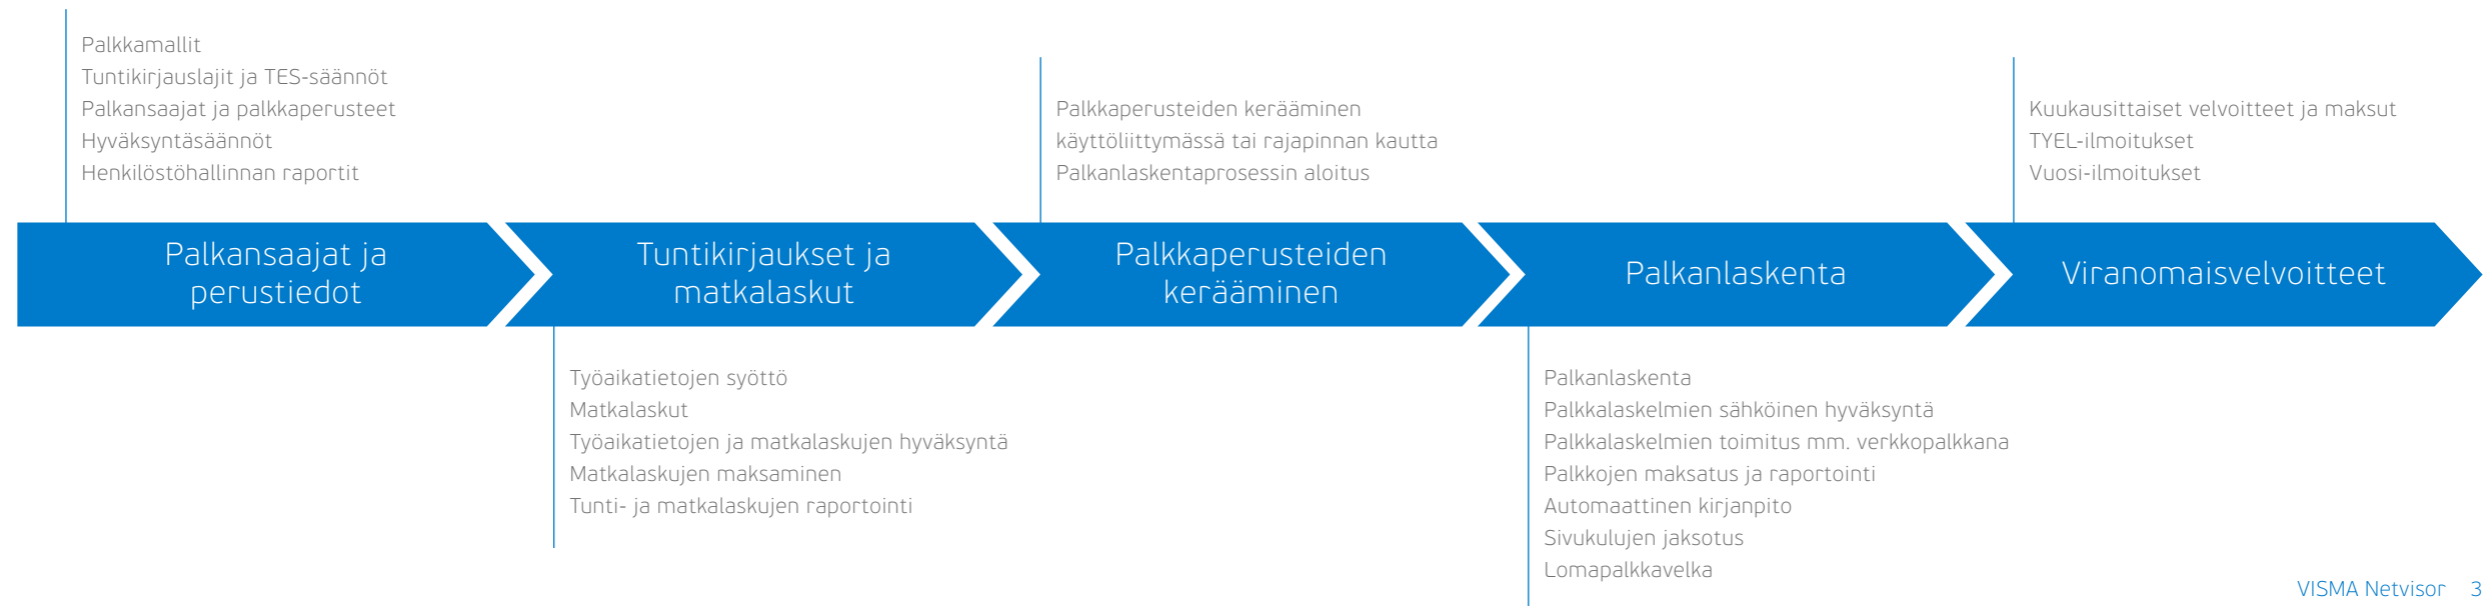 Palkkamallit
Tuntikirjauslajit ja TES-säännöt
Palkansaajat ja palkkaperusteet
Hyväksyntäsäännöt
Henkilöstöhallinnan raportit
Palkkaperusteiden kerääminen
käyttöliittymässä tai rajapinnan kautta
Palkanlaskentaprosessin aloitus
Kuukausittaiset velvoitteet ja maksut
TYEL-ilmoitukset
Vuosi-ilmoitukset
Palkansaajat ja
perustiedot
Tuntikirjaukset ja
matkalaskut
Palkkaperusteiden
kerääminen
Palkanlaskenta
Viranomaisvelvoitteet
Työaikatietojen syöttö
Matkalaskut
Työaikatietojen ja matkalaskujen hyväksyntä
Matkalaskujen maksaminen
Tunti- ja matkalaskujen raportointi
Palkanlaskenta
Palkkalaskelmien sähköinen hyväksyntä
Palkkalaskelmien toimitus mm. verkkopalkkana
Palkkojen maksatus ja raportointi
Automaattinen kirjanpito
Sivukulujen jaksotus
Lomapalkkavelka
VISMA Netvisor 3